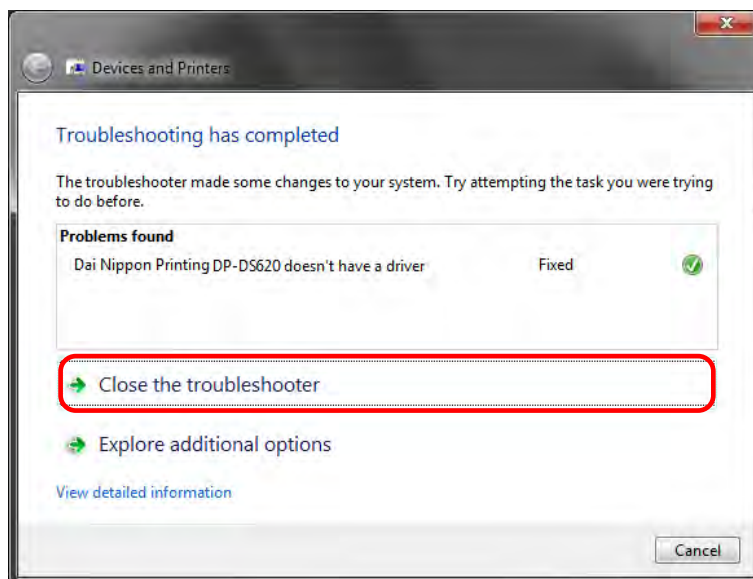 Devices and Printers
Troubleshooting has completed
The troubleshooter made some changes to your system. Try attempting the task you were trying
to do before.
Problems found
Dai Nippon Printing DP-DS620 doesn't have a driver Fixed
Close the troubleshooter
Explore additional options
View detailed information
Cancel